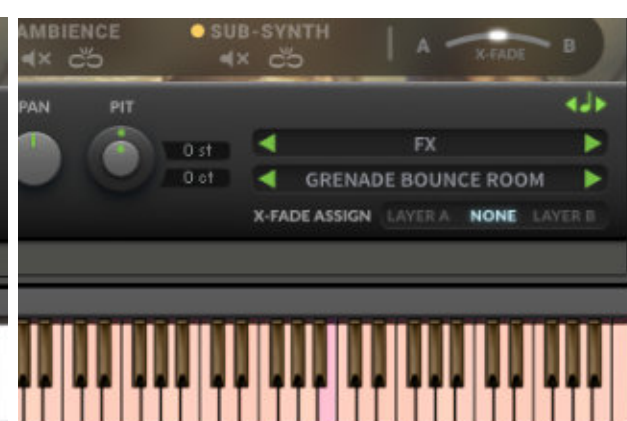 AMBIENCE
SUB-SYNTH
A X-FADE B
PAN PIT
0 st
0 ct
FX
GRENADE BOUNCE ROOM
X-FADE ASSIGN LAYER A NONE LAYER B